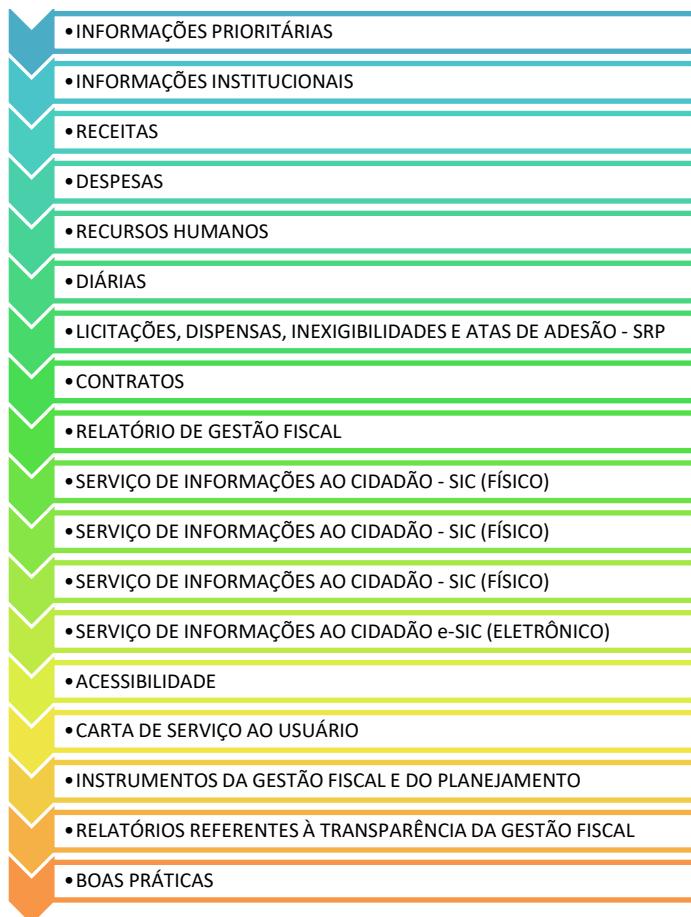 •INFORMAÇÕES PRIORITÁRIAS
•INFORMAÇÕES INSTITUCIONAIS
•RECEITAS
•DESPESAS
•RECURSOS HUMANOS
•DIÁRIAS
•LICITAÇÕES, DISPENSAS, INEXIGIBILIDADES E ATAS DE ADESÃO - SRP
•CONTRATOS
•RELATÓRIO DE GESTÃO FISCAL
•SERVIÇO DE INFORMAÇÕES AO CIDADÃO - SIC (FÍSICO)
•SERVIÇO DE INFORMAÇÕES AO CIDADÃO - SIC (FÍSICO)
•SERVIÇO DE INFORMAÇÕES AO CIDADÃO - SIC (FÍSICO)
•SERVIÇO DE INFORMAÇÕES AO CIDADÃO e-SIC (ELETRÔNICO)
•ACESSIBILIDADE
•CARTA DE SERVIÇO AO USUÁRIO
•INSTRUMENTOS DA GESTÃO FISCAL E DO PLANEJAMENTO
•RELATÓRIOS REFERENTES À TRANSPARÊNCIA DA GESTÃO FISCAL
•BOAS PRÁTICAS